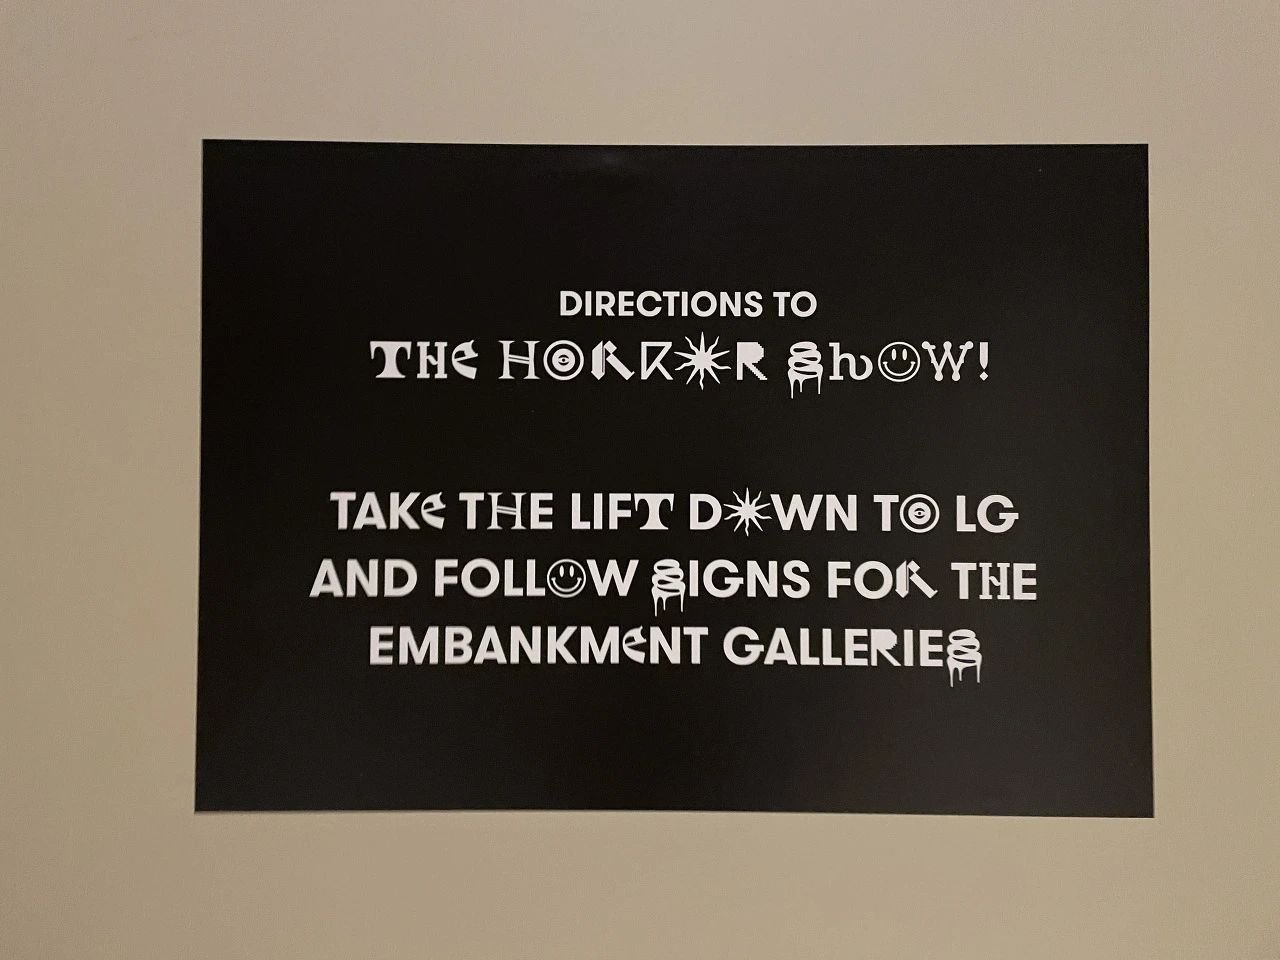 DIRECTIONS TO
THE HORROR ShOW!
TAKE THE LIFT DOWN TO LG
AND FOLLOW SIGNS FOR THE
EMBANKMENT GALLERIES